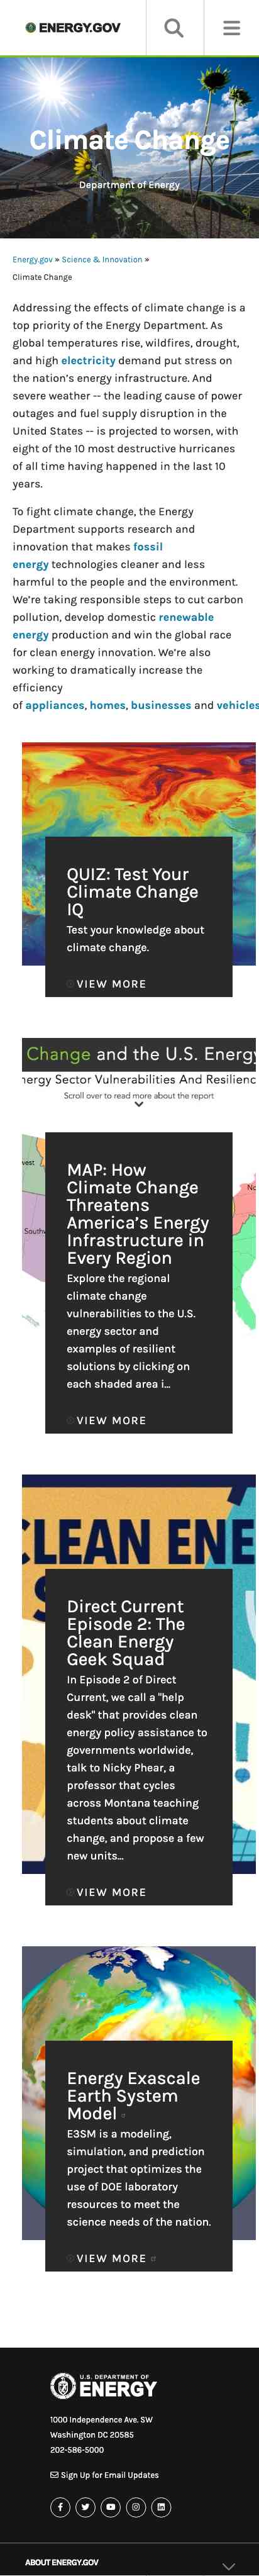 ENERGY.GOV
Climate Change
Department of Energy
Energy.gov » Science & Innovation »
Climate Change
Addressing the effects of climate change is a
top priority of the Energy Department. As
global temperatures rise, wildfires, drought,
and high electricity demand put stress on
the nation's energy infrastructure. And
severe weather -- the leading cause of power
outages and fuel supply disruption in the
United States -- is projected to worsen, with
eight of the 10 most destructive hurricanes
of all time having happened in the last 10
years.
To fight climate change, the Energy
Department supports research and
innovation that makes fossil
energy technologies cleaner and less
harmful to the people and the environment.
We're taking responsible steps to cut carbon
pollution, develop domestic renewable
energy production and win the global race
for clean energy innovation. We're also
working to dramatically increase the
efficiency
of appliances, homes, businesses and vehicles
QUIZ: Test Your
Climate Change
IQ
Test your knowledge about
climate change.
VIEW MORE
Change and the U.S. Energy
nergy Sector Vulnerabilities And Resilienc
Scroll over to read more about the report
west
South
No
MAP: How
Climate Change
Threatens
America's Energy
Infrastructure in
Every Region
Explore the regional
climate change
vulnerabilities to the U.S.
energy sector and
examples of resilient
solutions by clicking on
each shaded area i...
VIEW MORE
CLEAN ENE
S
Direct Current
Episode 2: The
Clean Energy
Geek Squad
In Episode 2 of Direct
Current, we call a "help
desk" that provides clean
energy policy assistance to
governments worldwide,
talk to Nicky Phear, a
professor that cycles
across Montana teaching
students about climate
change, and propose a few
new units...
VIEW MORE
Energy Exascale
Earth System
Model
E3SM is a modeling,
simulation, and prediction
project that optimizes the
use of DOE laboratory
resources to meet the
science needs of the nation.
VIEW MORE
U.S. DEPARTMENT OF
ENERGY
1000 Independence Ave. SW
Washington DC 20585
202-586-5000
Sign Up for Email Updates
ABOUT ENERGY.GOV